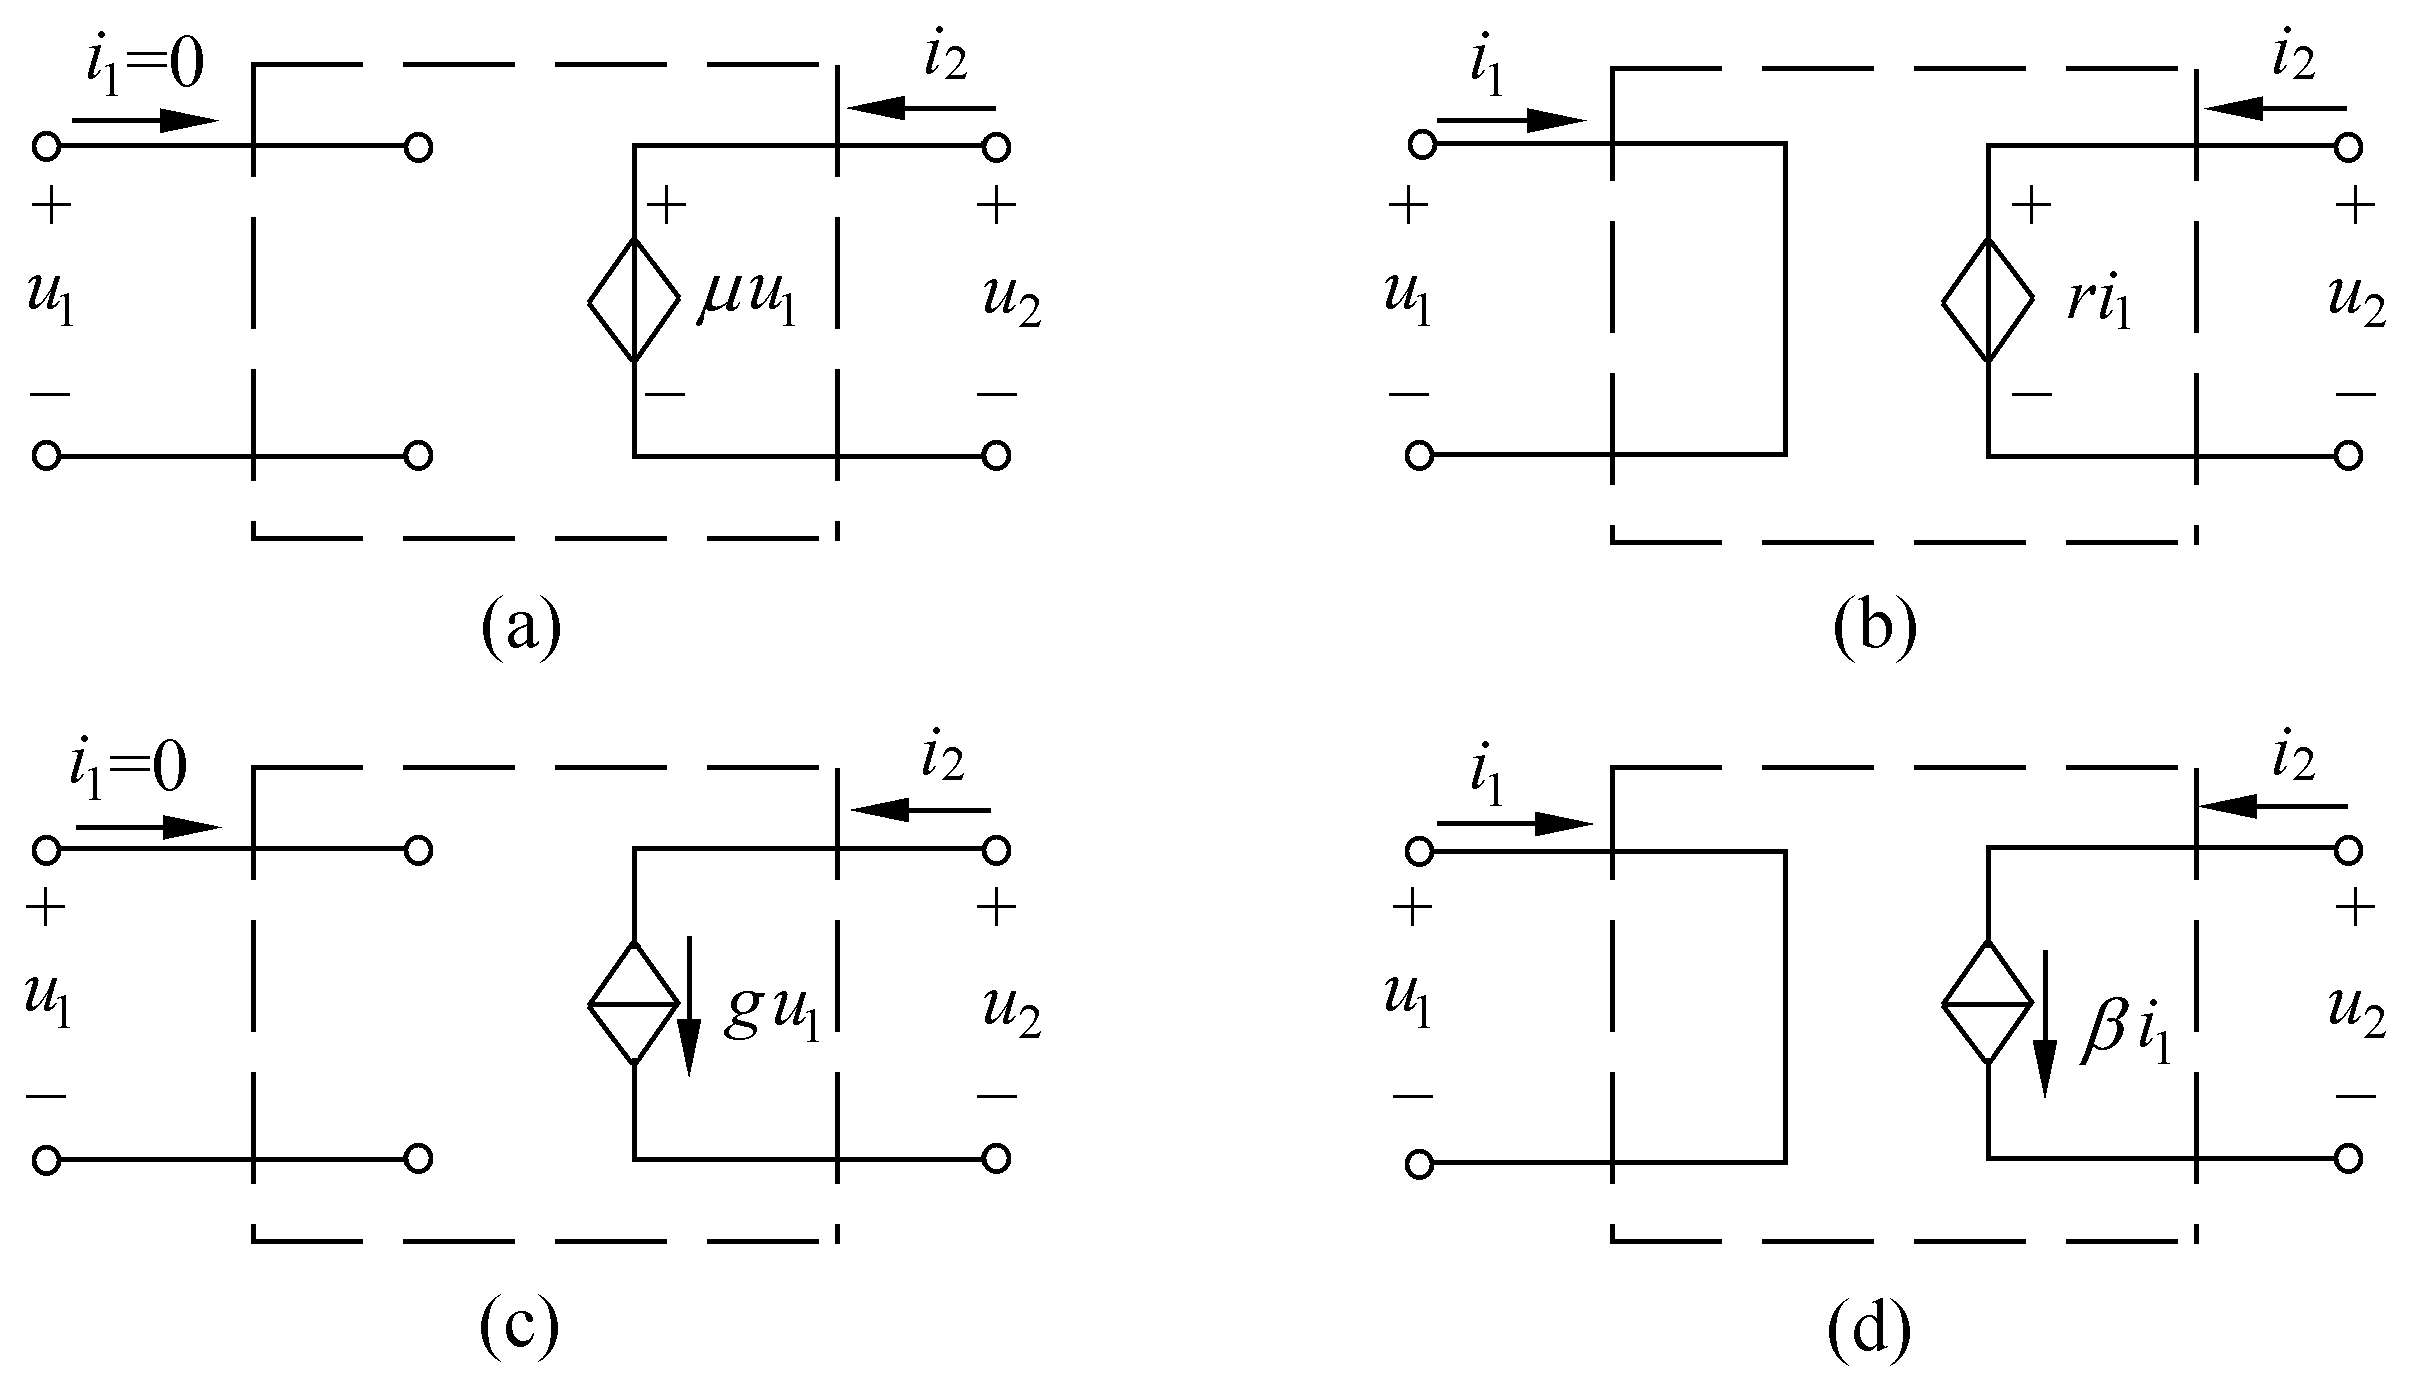 i₁=0 i₂ i₁ i₂
+ + + + + +
u₁ μu₁ u₂ u₁ ri₁ u₂
− − − − − −
(a) (b)
i₁=0 i₂ i₁ i₂
+ + + +
u₁ gu₁ u₂ u₁ βi₁ u₂
− − − −
(c) (d)